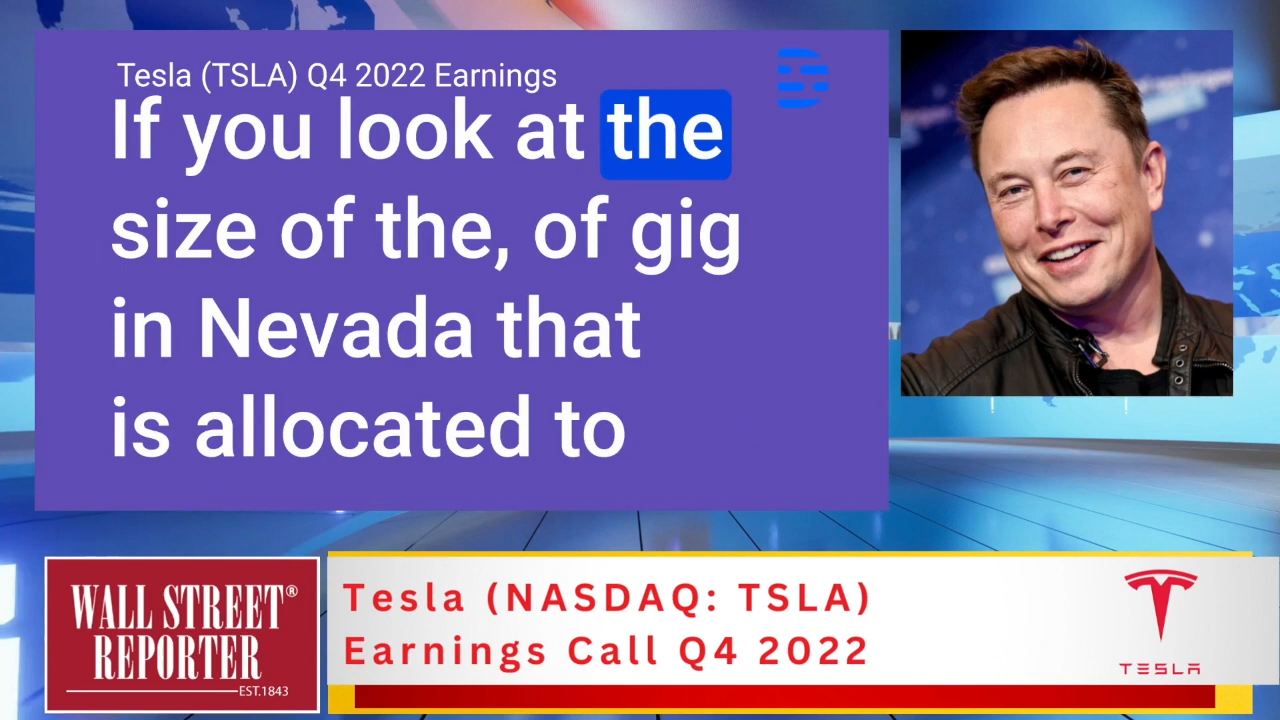 Tesla (TSLA) Q4 2022 Earnings
If you look at the
size of the, of gig
in Nevada that
is allocated to
WALL STREET®
REPORTER
EST.1843
Tesla (NASDAQ: TSLA)
Earnings Call Q4 2022
TESLA